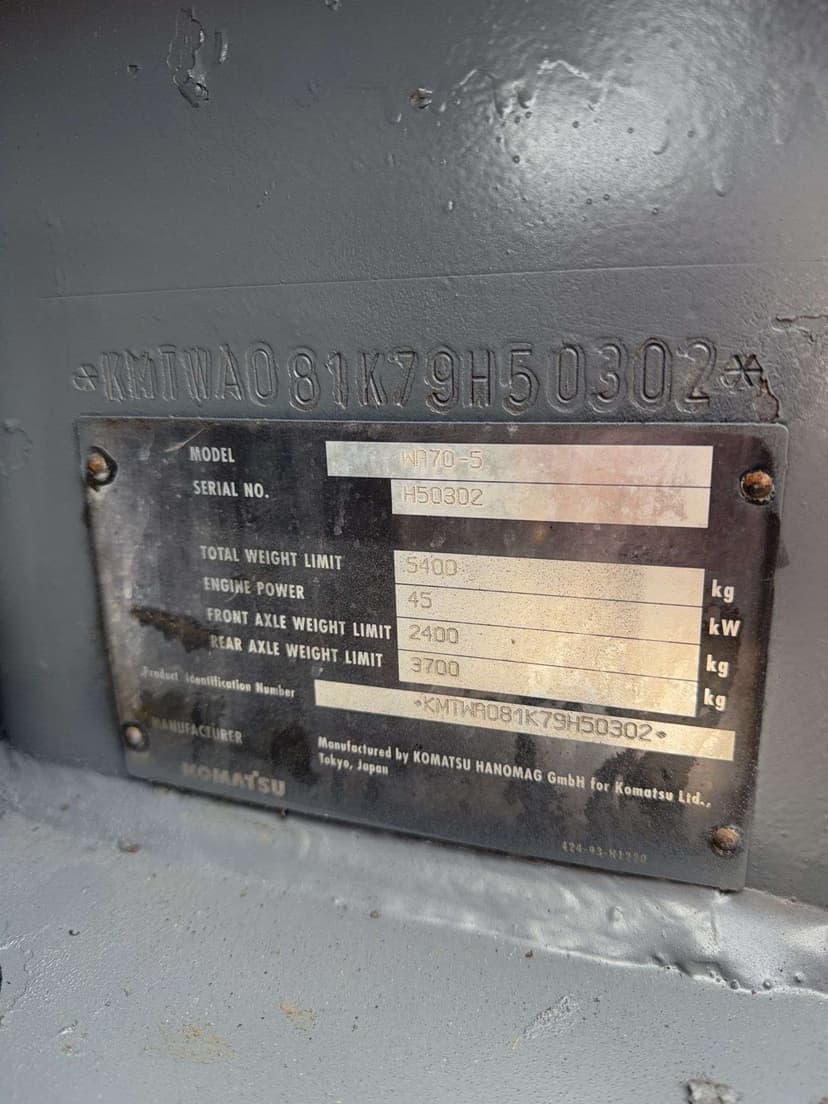 *KMTWA081K79H50302*
MODEL WA70-5
SERIAL NO. H50302
TOTAL WEIGHT LIMIT 5400 kg
ENGINE POWER 45 kW
FRONT AXLE WEIGHT LIMIT 2400 kg
REAR AXLE WEIGHT LIMIT 3700 kg
Product Identification Number *KMTWA081K79H50302*
MANUFACTURER Manufactured by KOMATSU HANOMAG GmbH for Komatsu Ltd.,
Tokyo, Japan
KOMATSU